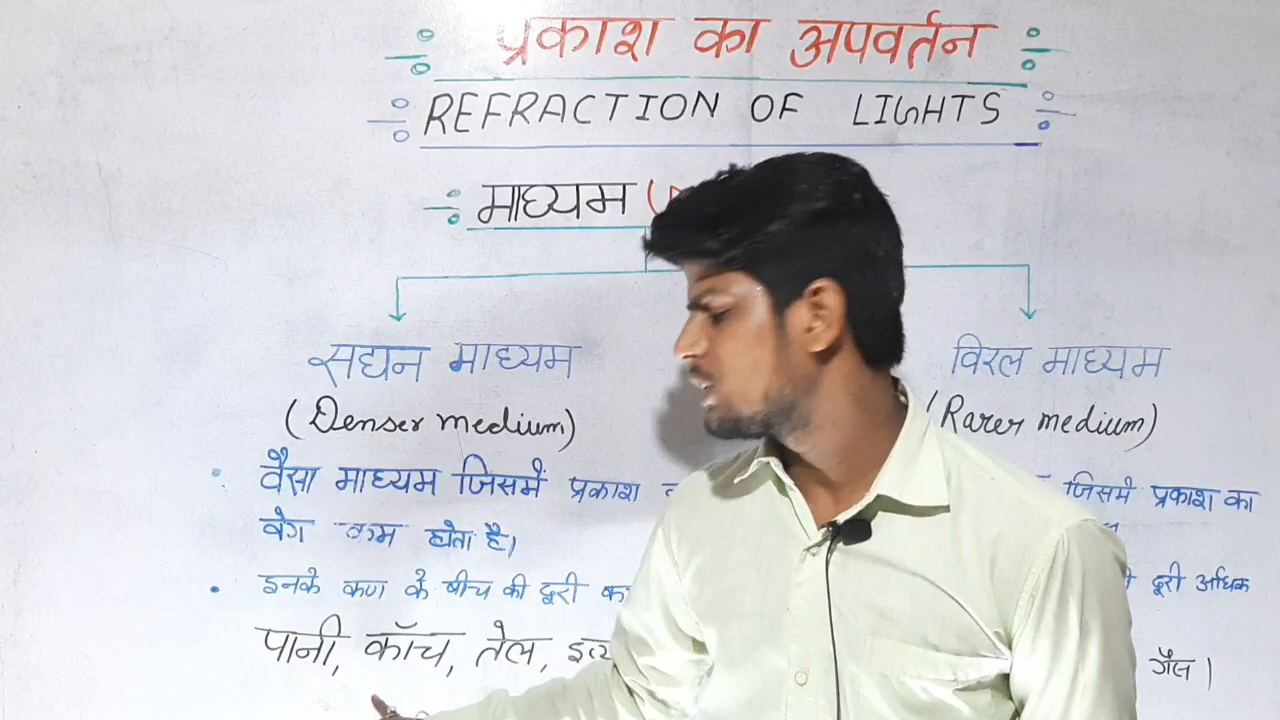 प्रकाश का अपवर्तन
REFRACTION OF LIGHTS
माध्यम
सघन माध्यम
(Denser medium)
विरल माध्यम
(Rarer medium)
वैसा माध्यम जिसमें प्रकाश
वेग कम होता है।
इनके कण के बीच की दूरी
पानी, काँच, तेल,
जिसमे प्रकाश का
दूरी अधिक
गैस।